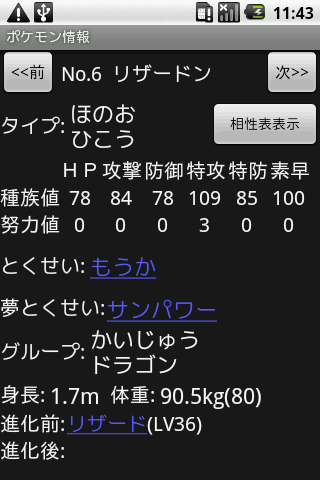 11:43
ポケモン情報
<<前 No.6 リザードン 次>>
タイプ: ほのお
ひこう
相性表表示
ＨＰ 攻撃 防御 特攻 特防 素早
種族値 78 84 78 109 85 100
努力値 0 0 0 3 0 0
とくせい: もうか
夢とくせい:サンパワー
グループ: かいじゅう
ドラゴン
身長: 1.7m 体重: 90.5kg(80)
進化前:リザード(LV36)
進化後: